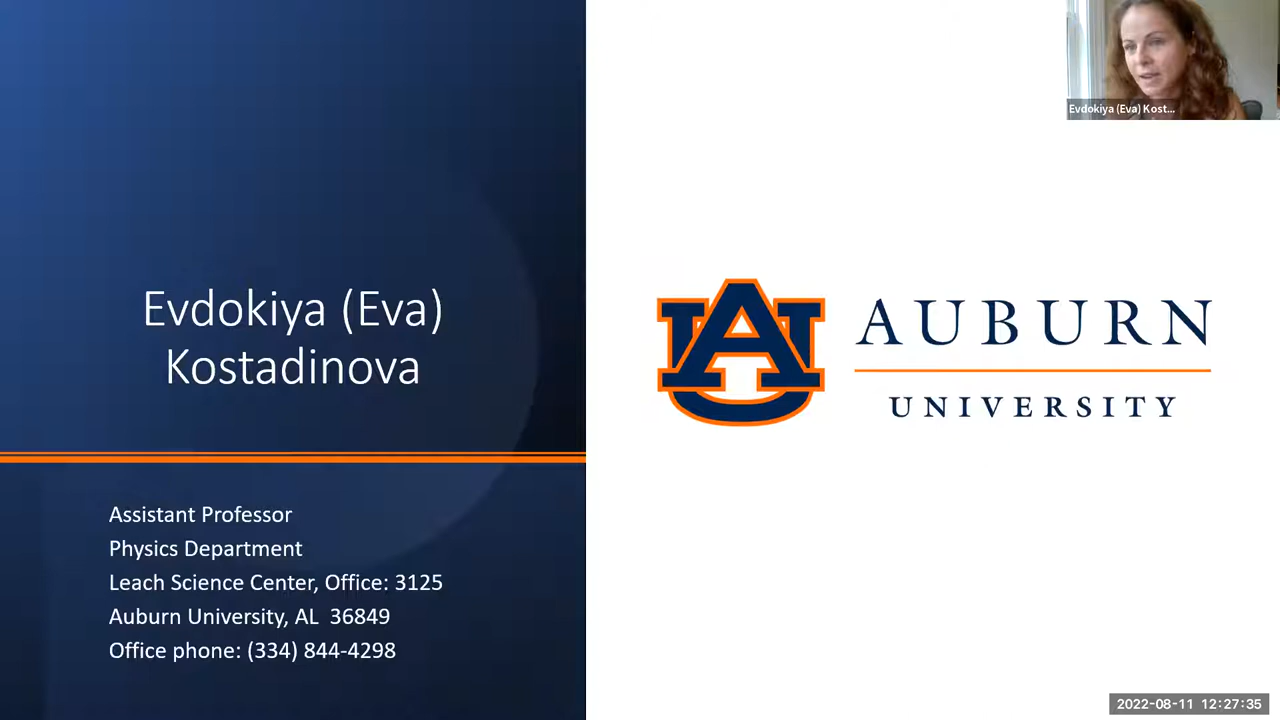 Evdokiya (Eva)
Kostadinova
Assistant Professor
Physics Department
Leach Science Center, Office: 3125
Auburn University, AL 36849
Office phone: (334) 844-4298
AU
AUBURN
UNIVERSITY
Evdokiya (Eva) Kost...
2022-08-11 12:27:35